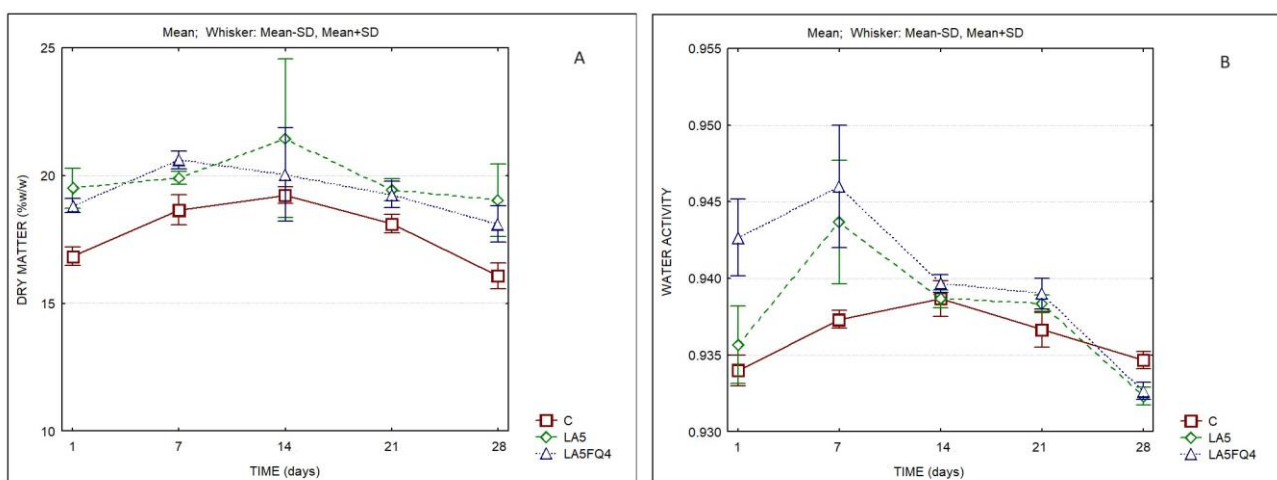 Mean; Whisker: Mean-SD, Mean+SD
A
25
20
15
10
DRY MATTER (%w/w)
1 7 14 21 28
TIME (days)
C
LA5
LA5FQ4
Mean; Whisker: Mean-SD, Mean+SD
B
0.955
0.950
0.945
0.940
0.935
0.930
WATER ACTIVITY
1 7 14 21 28
TIME (days)
C
LA5
LA5FQ4